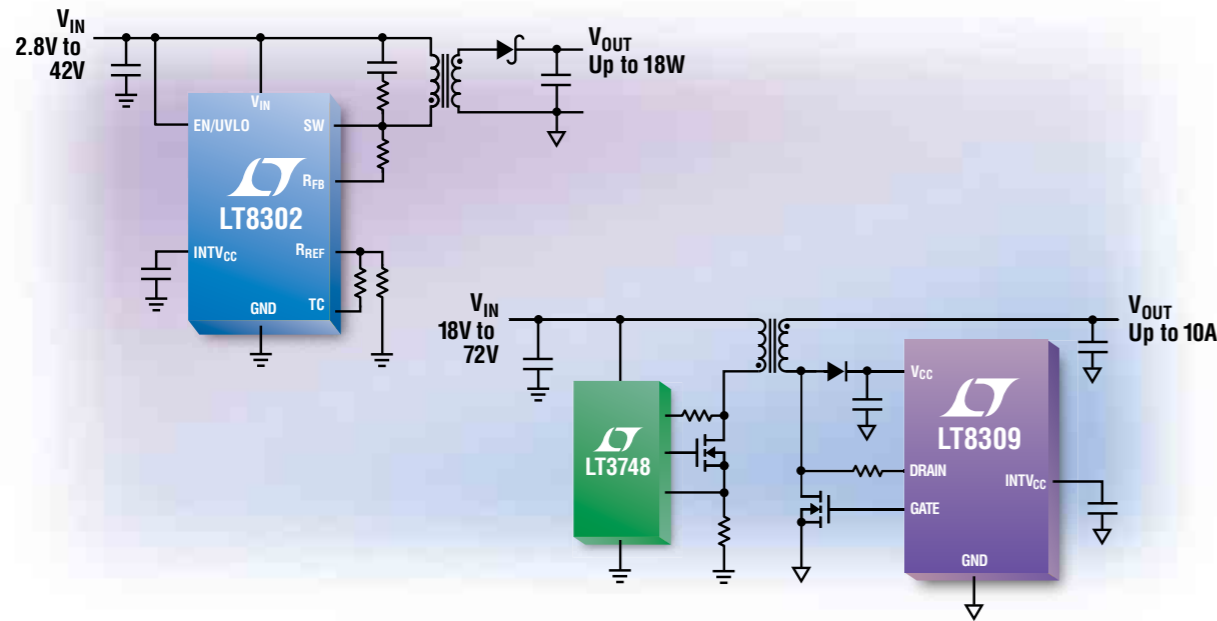 VIN
2.8V to
42V
VOUT
Up to 18W
VIN
EN/UVLO
SW
RFB
LT8302
INTVCC
RREF
TC
GND
VIN
18V to
72V
VOUT
Up to 10A
LT3748
VCC
LT8309
DRAIN
INTVCC
GATE
GND